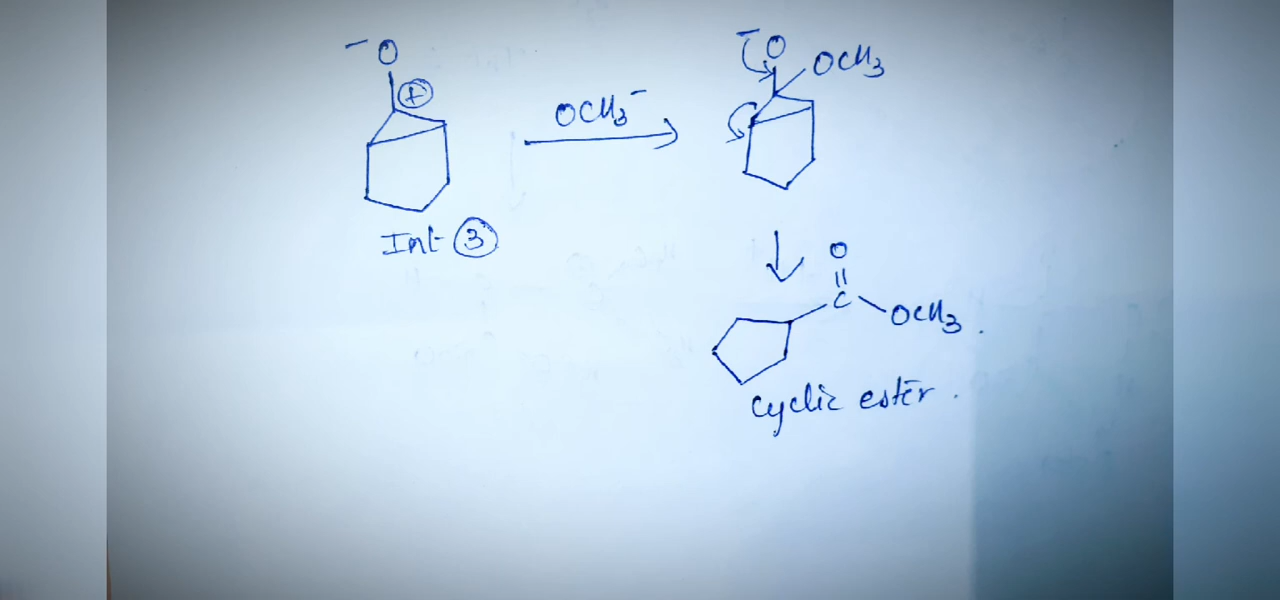 ⁻O
⊕
OCH₃⁻
Int ③
⁻O
OCH₃
O
C
OCH₃ .
cyclic ester .